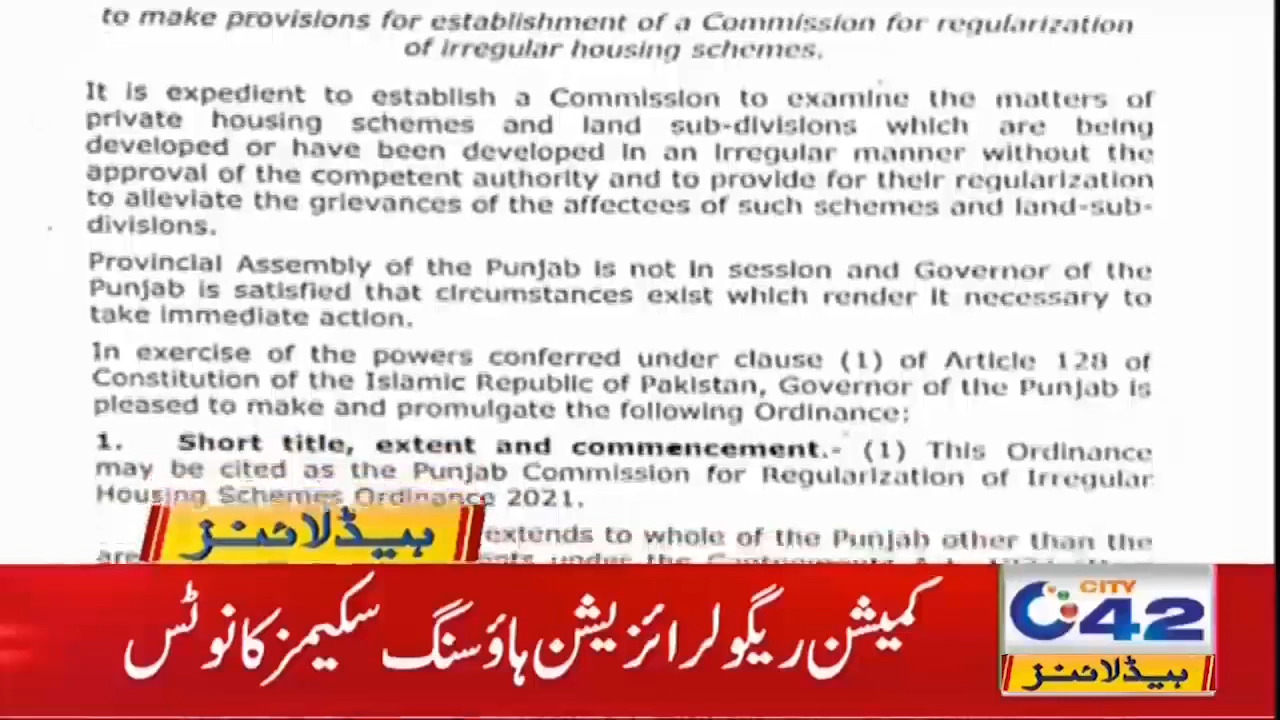 to make provisions for establishment of a Commission for regularization
of irregular housing schemes.
It is expedient to establish a Commission to examine the matters of
private housing schemes and land sub-divisions which are being
developed or have been developed in an irregular manner without the
approval of the competent authority and to provide for their regularization
to alleviate the grievances of the affectees of such schemes and land-sub-
divisions.
Provincial Assembly of the Punjab is not in session and Governor of the
Punjab is satisfied that circumstances exist which render it necessary to
take immediate action.
In exercise of the powers conferred under clause (1) of Article 128 of
Constitution of the Islamic Republic of Pakistan, Governor of the Punjab is
pleased to make and promulgate the following Ordinance:
1. Short title, extent and commencement.- (1) This Ordinance
may be cited as the Punjab Commission for Regularization of Irregular
Housing Schemes Ordinance 2021.
extends to whole of the Punjab other than the
ہیڈلائنز
under the
کمیشن ریگولرائزیشن ہاؤسنگ سکیمز کا نوٹس
CITY
42
ہیڈلائنز